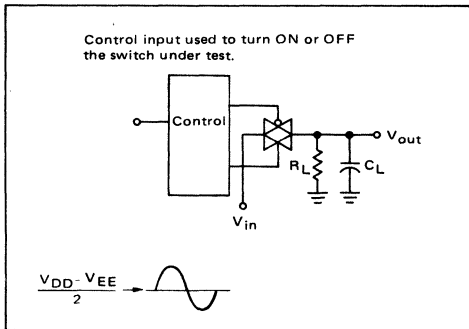 Control input used to turn ON or OFF
the switch under test.
Control
Vout
RL
CL
Vin
VDD - VEE
2